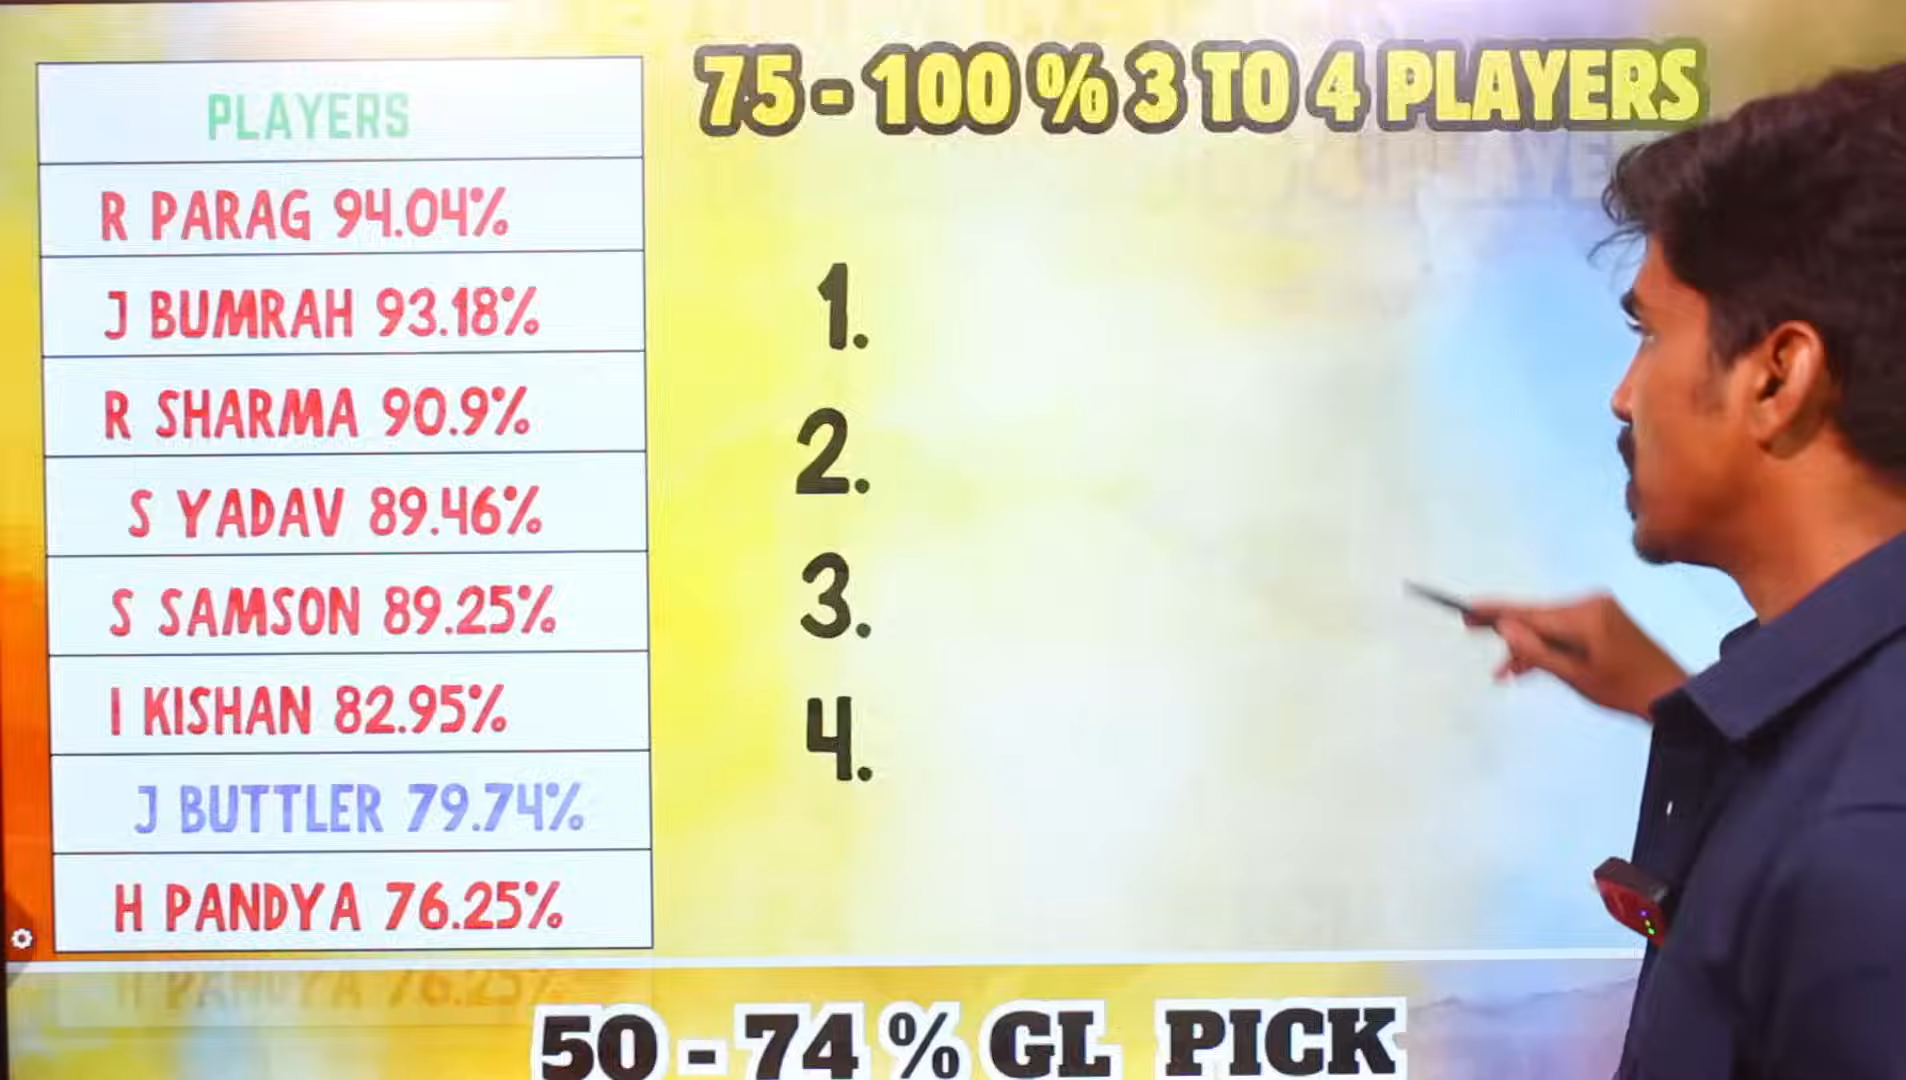 PLAYERS
R PARAG 94.04%
J BUMRAH 93.18%
R SHARMA 90.9%
S YADAV 89.46%
S SAMSON 89.25%
I KISHAN 82.95%
J BUTTLER 79.74%
H PANDYA 76.25%
75 - 100 % 3 TO 4 PLAYERS
1.
2.
3.
4.
50 - 74 % GL PICK